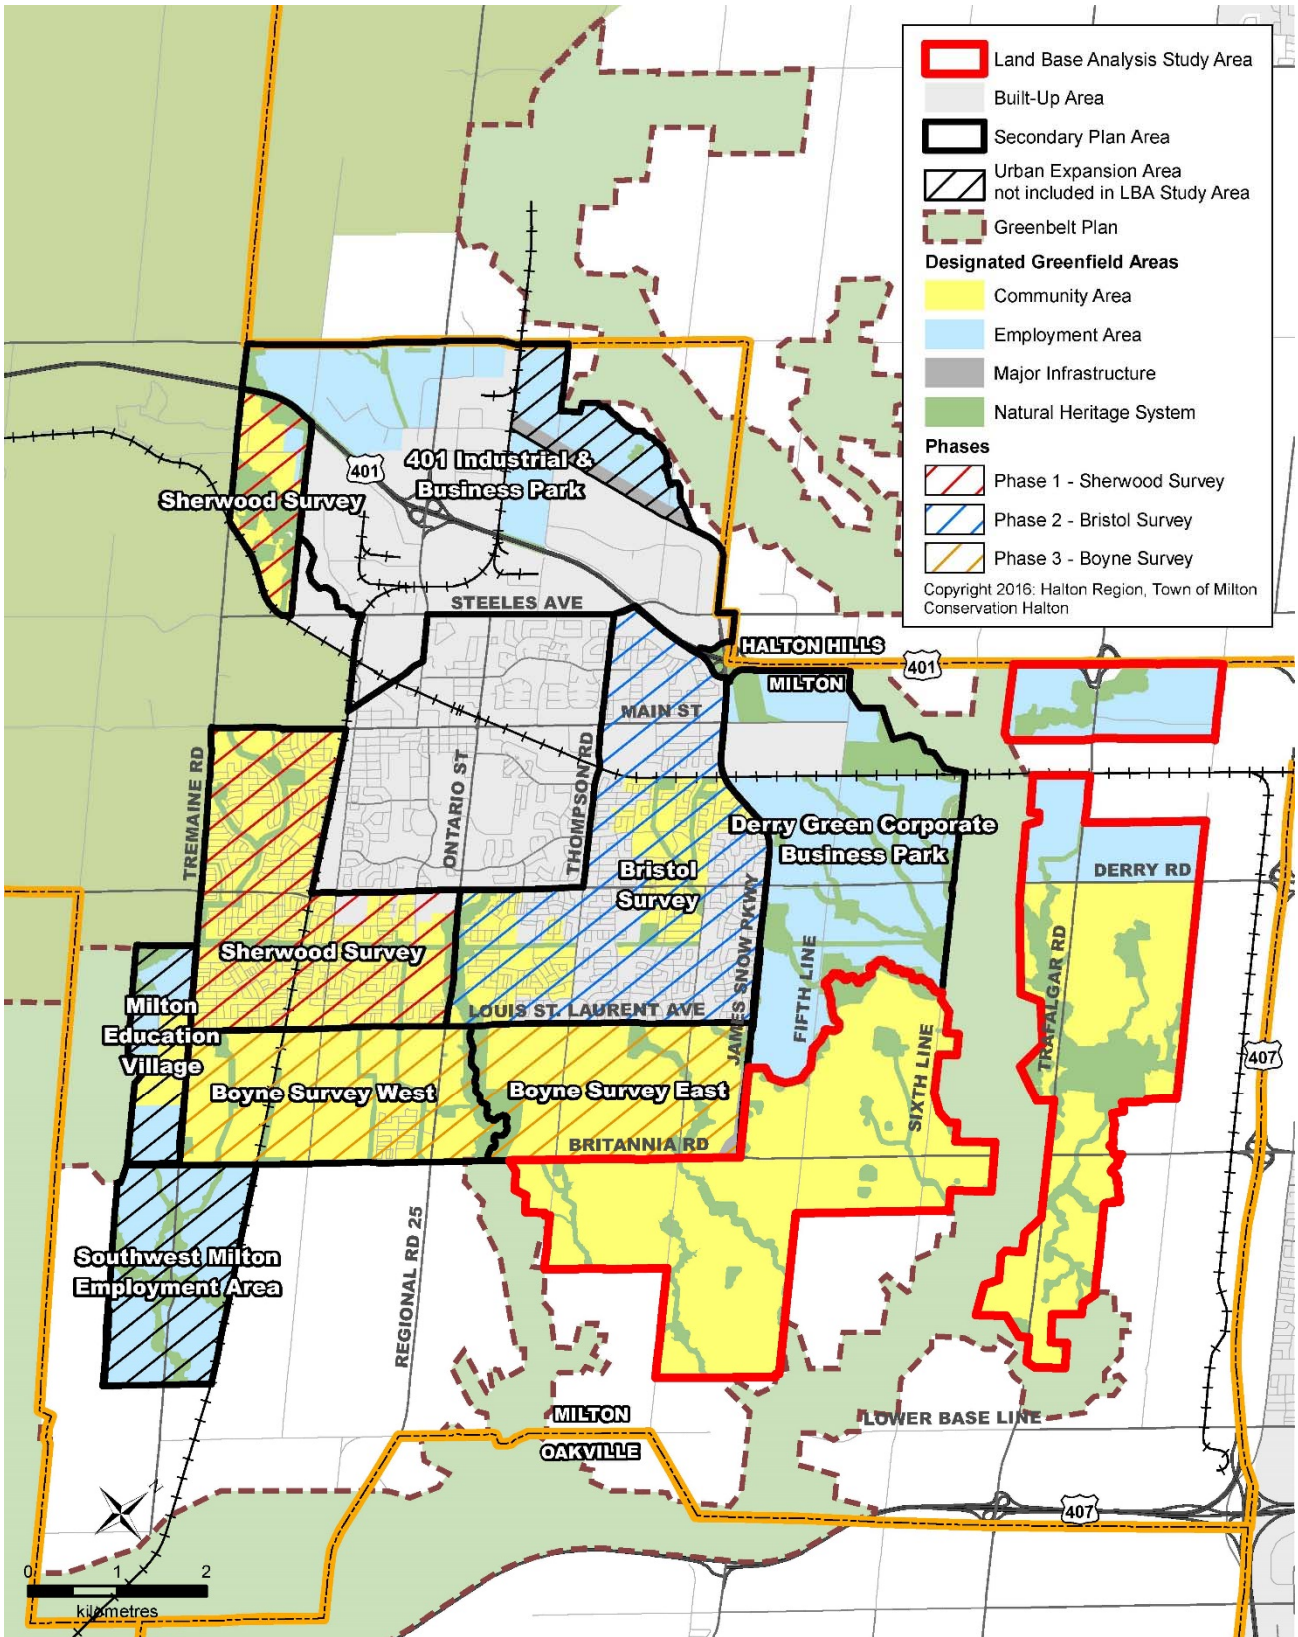 Land Base Analysis Study Area
Built-Up Area
Secondary Plan Area
Urban Expansion Area
not included in LBA Study Area
Greenbelt Plan
Designated Greenfield Areas
Community Area
Employment Area
Major Infrastructure
Natural Heritage System
Phases
Phase 1 - Sherwood Survey
Phase 2 - Bristol Survey
Phase 3 - Boyne Survey
Copyright 2016: Halton Region, Town of Milton
Conservation Halton
401
401 Industrial &
Business Park
Sherwood Survey
STEELES AVE
HALTON HILLS
401
MILTON
MAIN ST
TREMAINE RD
ONTARIO ST
THOMPSON RD
Derry Green Corporate
Business Park
Bristol
Survey
DERRY RD
JAMES SNOW PKWY
FIFTH LINE
TRAFALGAR RD
Sherwood Survey
Milton
Education
Village
LOUIS ST. LAURENT AVE
SIXTH LINE
407
Boyne Survey West
Boyne Survey East
BRITANNIA RD
Southwest Milton
Employment Area
REGIONAL RD 25
MILTON
OAKVILLE
LOWER BASE LINE
407
N
0 1 2
kilometres